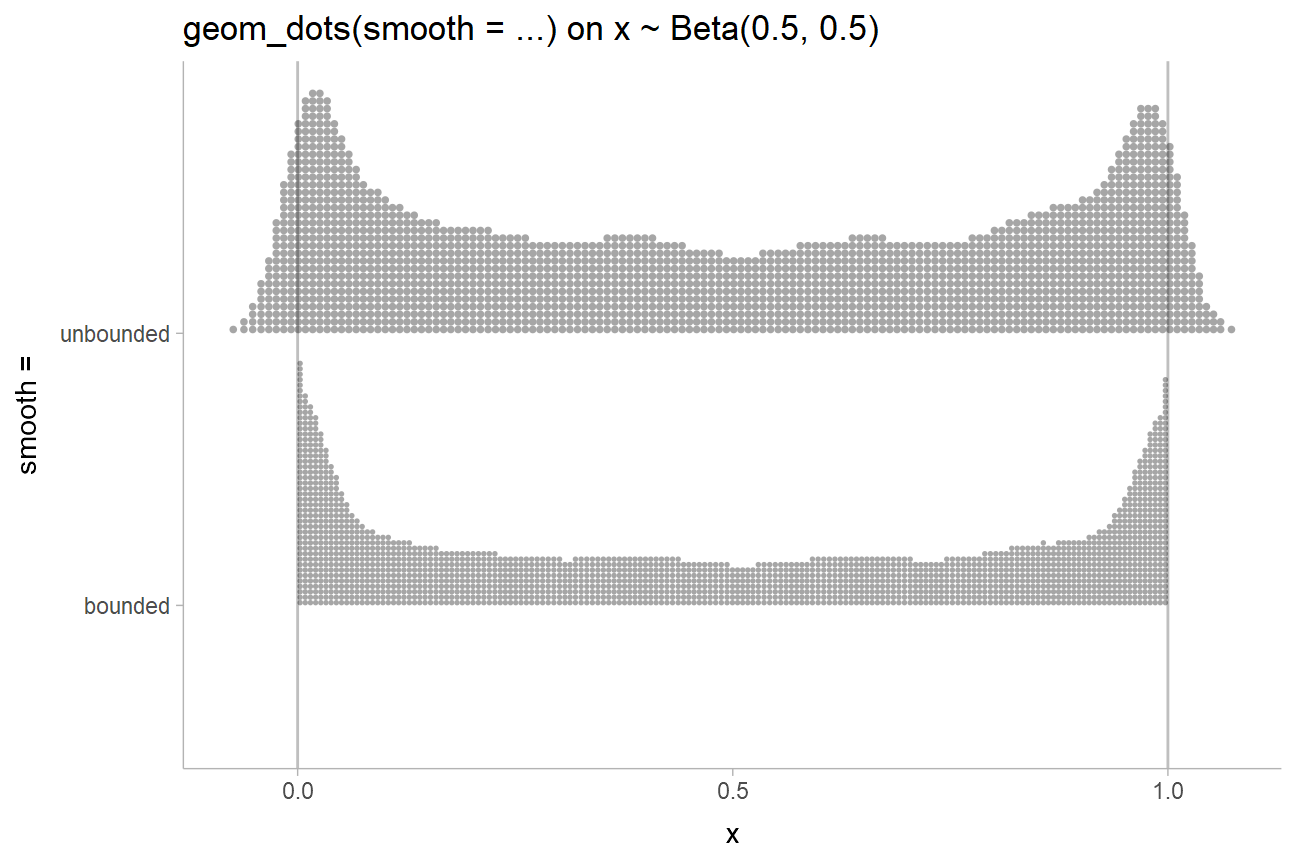 geom_dots(smooth = ...) on x ~ Beta(0.5, 0.5)
smooth =
unbounded
bounded
0.0 0.5 1.0
x